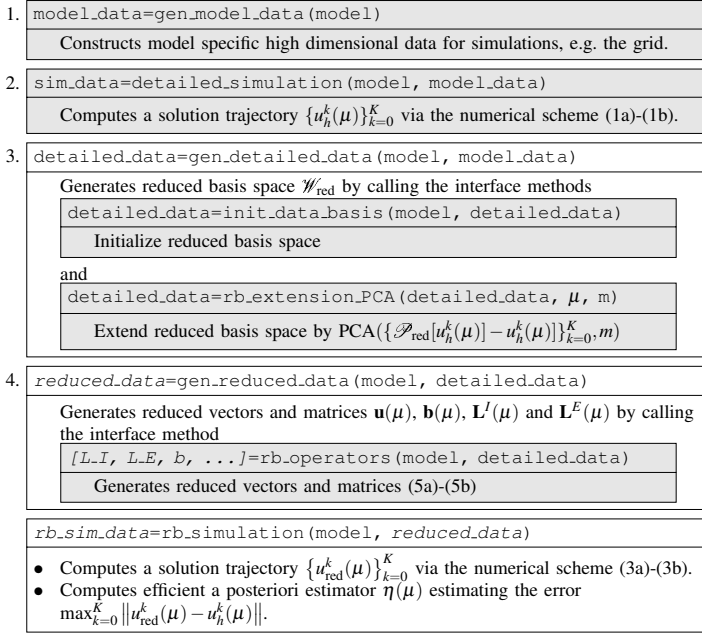 1. model_data=gen_model_data(model)
Constructs model specific high dimensional data for simulations, e.g. the grid.
2. sim_data=detailed_simulation(model, model_data)
Computes a solution trajectory {u_h^k(μ)}_{k=0}^K via the numerical scheme (1a)-(1b).
3. detailed_data=gen_detailed_data(model, model_data)
Generates reduced basis space 𝒲_red by calling the interface methods
detailed_data=init_data_basis(model, detailed_data)
Initialize reduced basis space
and
detailed_data=rb_extension_PCA(detailed_data, μ, m)
Extend reduced basis space by PCA({𝒫_red[u_h^k(μ)]−u_h^k(μ)]}_{k=0}^K,m)
4. reduced_data=gen_reduced_data(model, detailed_data)
Generates reduced vectors and matrices u(μ), b(μ), L^I(μ) and L^E(μ) by calling
the interface method
[L_I, L_E, b, ...]=rb_operators(model, detailed_data)
Generates reduced vectors and matrices (5a)-(5b)
rb_sim_data=rb_simulation(model, reduced_data)
• Computes a solution trajectory {u_red^k(μ)}_{k=0}^K via the numerical scheme (3a)-(3b).
• Computes efficient a posteriori estimator η(μ) estimating the error
max_{k=0}^K ‖u_red^k(μ)−u_h^k(μ)‖.